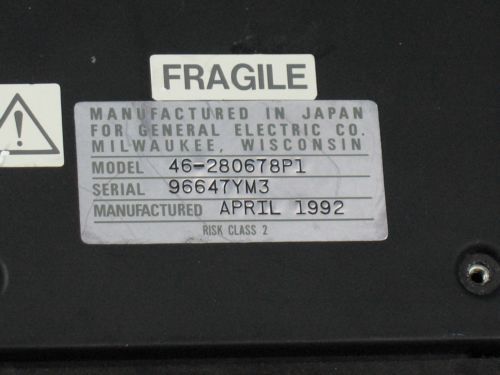 FRAGILE
MANUFACTURED IN JAPAN
FOR GENERAL ELECTRIC CO.
MILWAUKEE, WISCONSIN
MODEL 46-280678P1
SERIAL 96647YM3
MANUFACTURED APRIL 1992
RISK CLASS 2
!